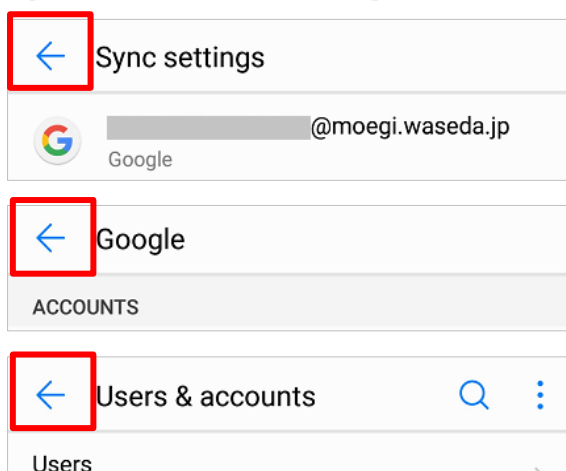 Sync settings
@moegi.waseda.jp
Google
Google
ACCOUNTS
Users & accounts
Users